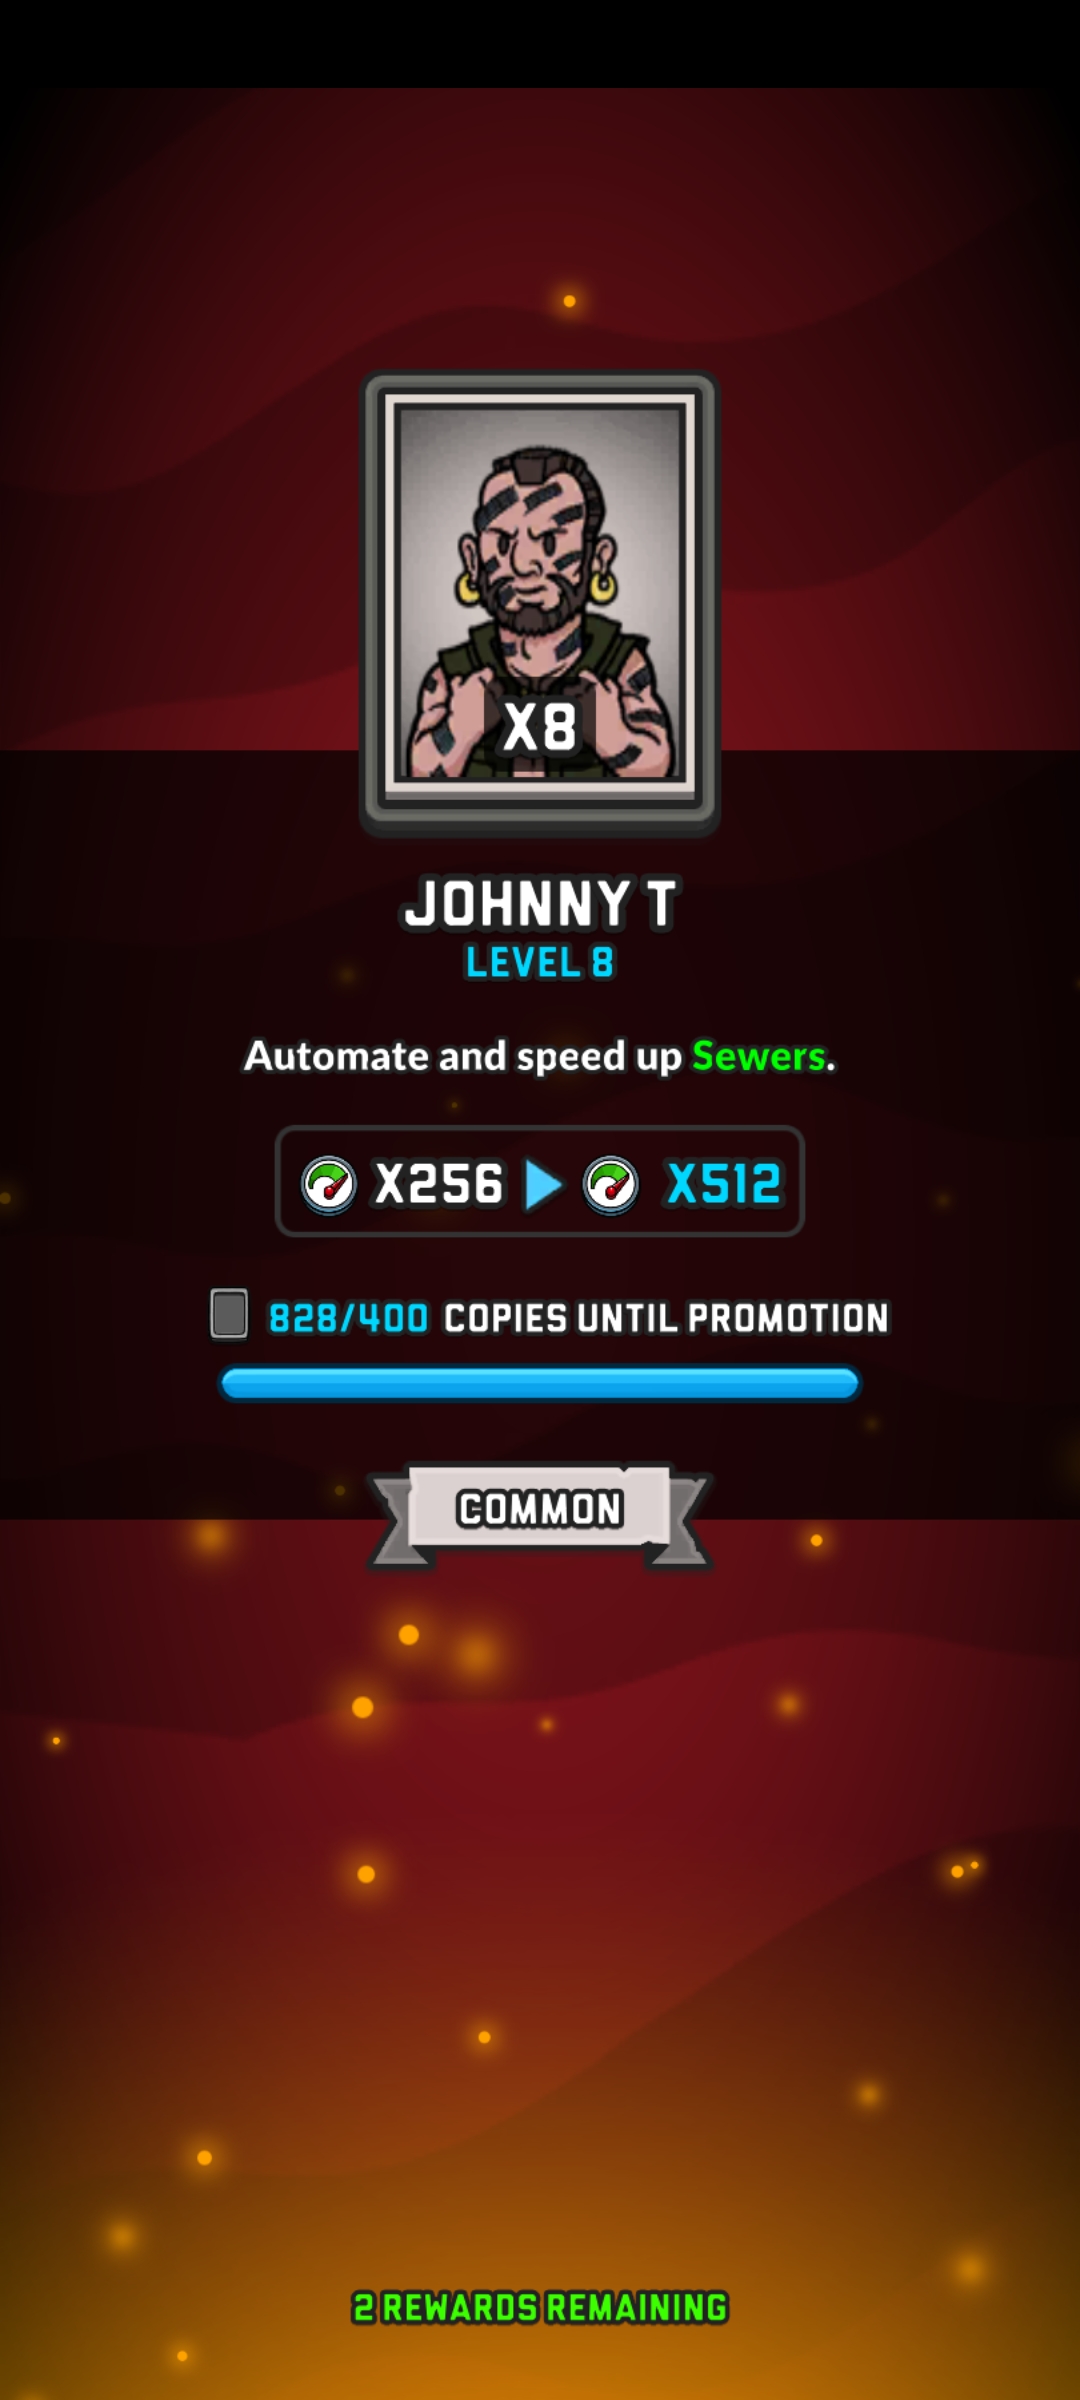 X8
JOHNNY T
LEVEL 8
Automate and speed up Sewers.
X256 X512
828/400 COPIES UNTIL PROMOTION
COMMON
2 REWARDS REMAINING